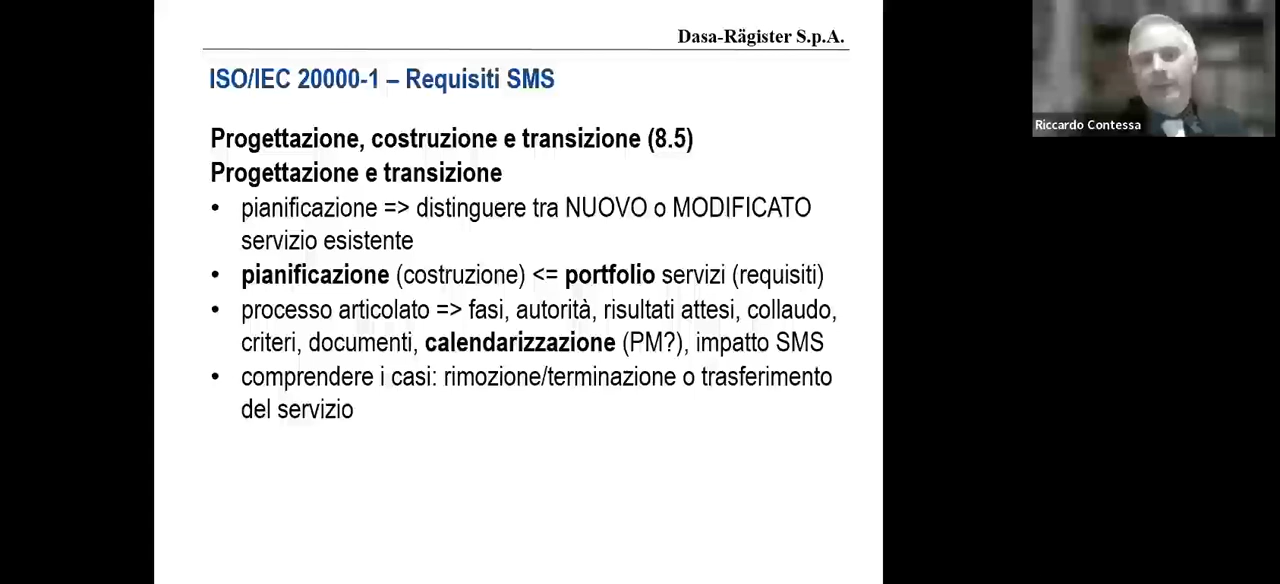 Dasa-Rägister S.p.A.
ISO/IEC 20000-1 – Requisiti SMS
Progettazione, costruzione e transizione (8.5)
Progettazione e transizione
• pianificazione => distinguere tra NUOVO o MODIFICATO
servizio esistente
• pianificazione (costruzione) <= portfolio servizi (requisiti)
• processo articolato => fasi, autorità, risultati attesi, collaudo,
criteri, documenti, calendarizzazione (PM?), impatto SMS
• comprendere i casi: rimozione/terminazione o trasferimento
del servizio
Riccardo Contessa